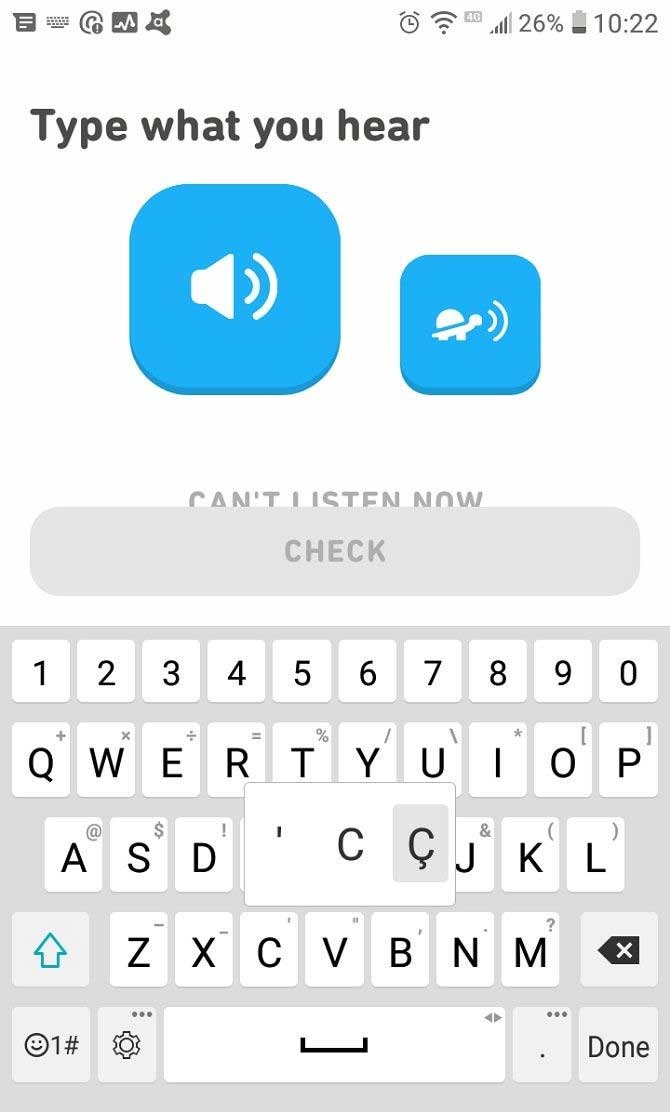 4G 26% 10:22
Type what you hear
CAN'T LISTEN NOW
CHECK
1 2 3 4 5 6 7 8 9 0
+ × ÷ = % / \ * [ ]
Q W E R T Y U I O P
' C Ç
@ $ ! & ( )
A S D J K L
– _ ' " , . ?
Z X C V B N M
1# . Done